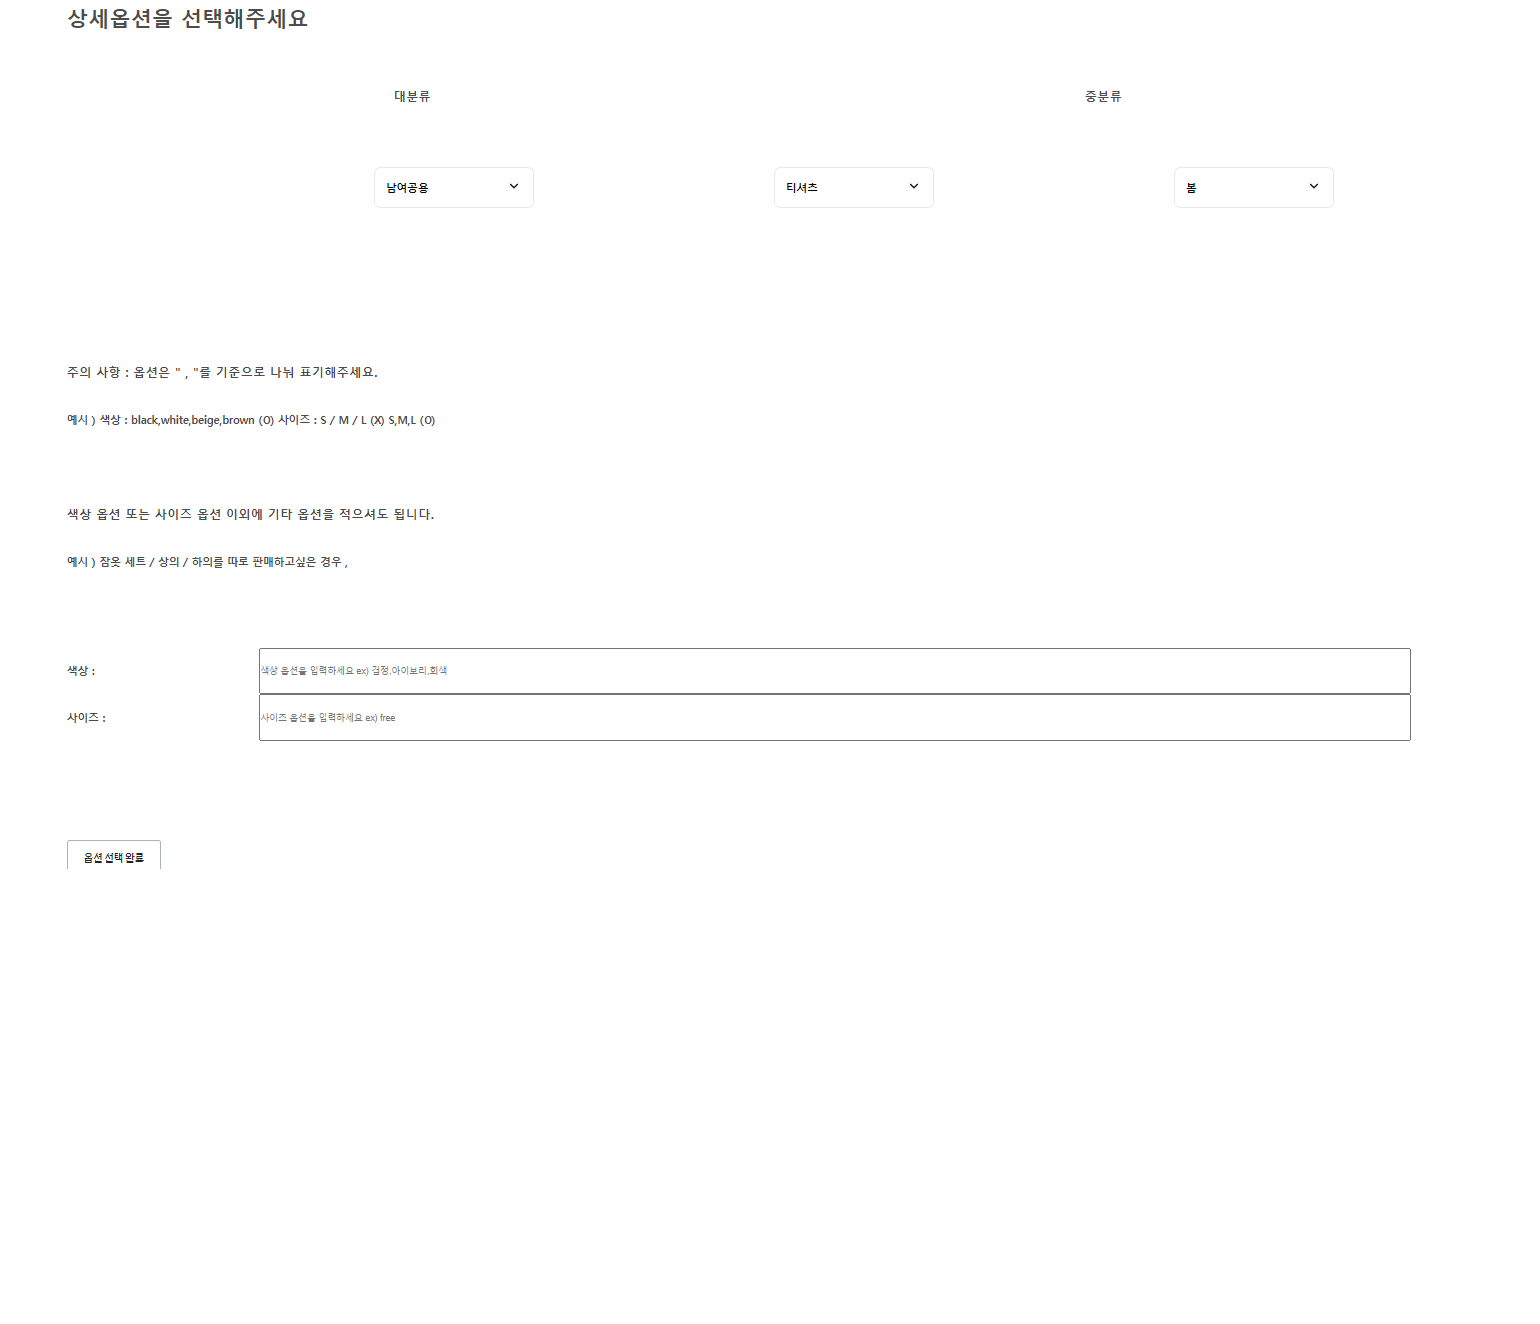 상세옵션을 선택해주세요
대분류 중분류
남여공용 티셔츠 봄
주의 사항 : 옵션은 " , "를 기준으로 나눠 표기해주세요.
예시 ) 색상 : black,white,beige,brown (O) 사이즈 : S / M / L (X) S,M,L (O)
색상 옵션 또는 사이즈 옵션 이외에 기타 옵션을 적으셔도 됩니다.
예시 ) 잠옷 세트 / 상의 / 하의를 따로 판매하고싶은 경우 ,
색상 : 색상 옵션을 입력하세요 ex) 검정,아이보리,회색
사이즈 : 사이즈 옵션을 입력하세요 ex) free
옵션 선택 완료